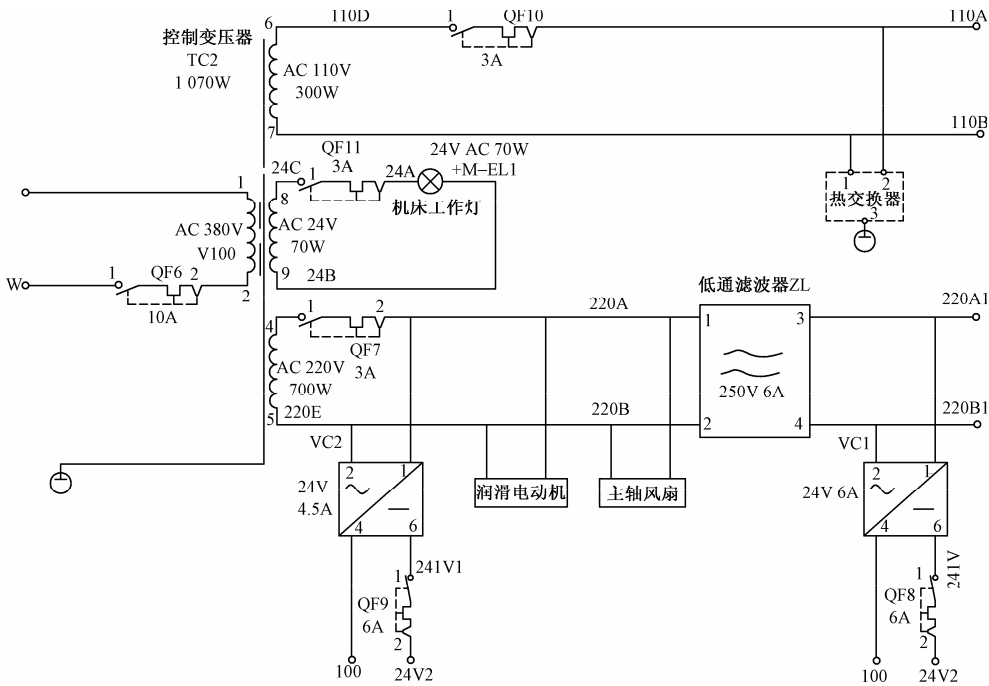 6
110D
1
QF10
110A
控制变压器
TC2
1 070W
3A
AC 110V
300W
7
110B
QF11
3A
24V AC 70W
+M-EL1
24C
1
24A
1
8
机床工作灯
1
2
热交换器
3
AC 380V
V100
AC 24V
70W
9
24B
W
1
QF6
2
2
10A
低通滤波器ZL
4
1
2
220A
1
3
220A1
QF7
3A
AC 220V
700W
250V 6A
5
220E
220B
2
4
220B1
VC2
VC1
2
1
24V
4.5A
4
6
润滑电动机
主轴风扇
2
1
24V 6A
4
6
241V1
1
QF9
6A
2
241V
1
QF8
6A
2
100
24V2
100
24V2